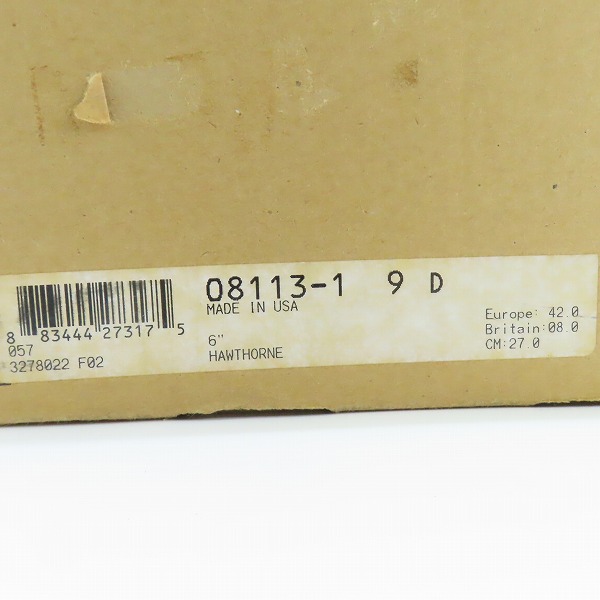 08113-1 9 D
MADE IN USA
8 83444 27317 5
057
3278022 F02
6"
HAWTHORNE
Europe: 42.0
Britain:08.0
CM:27.0